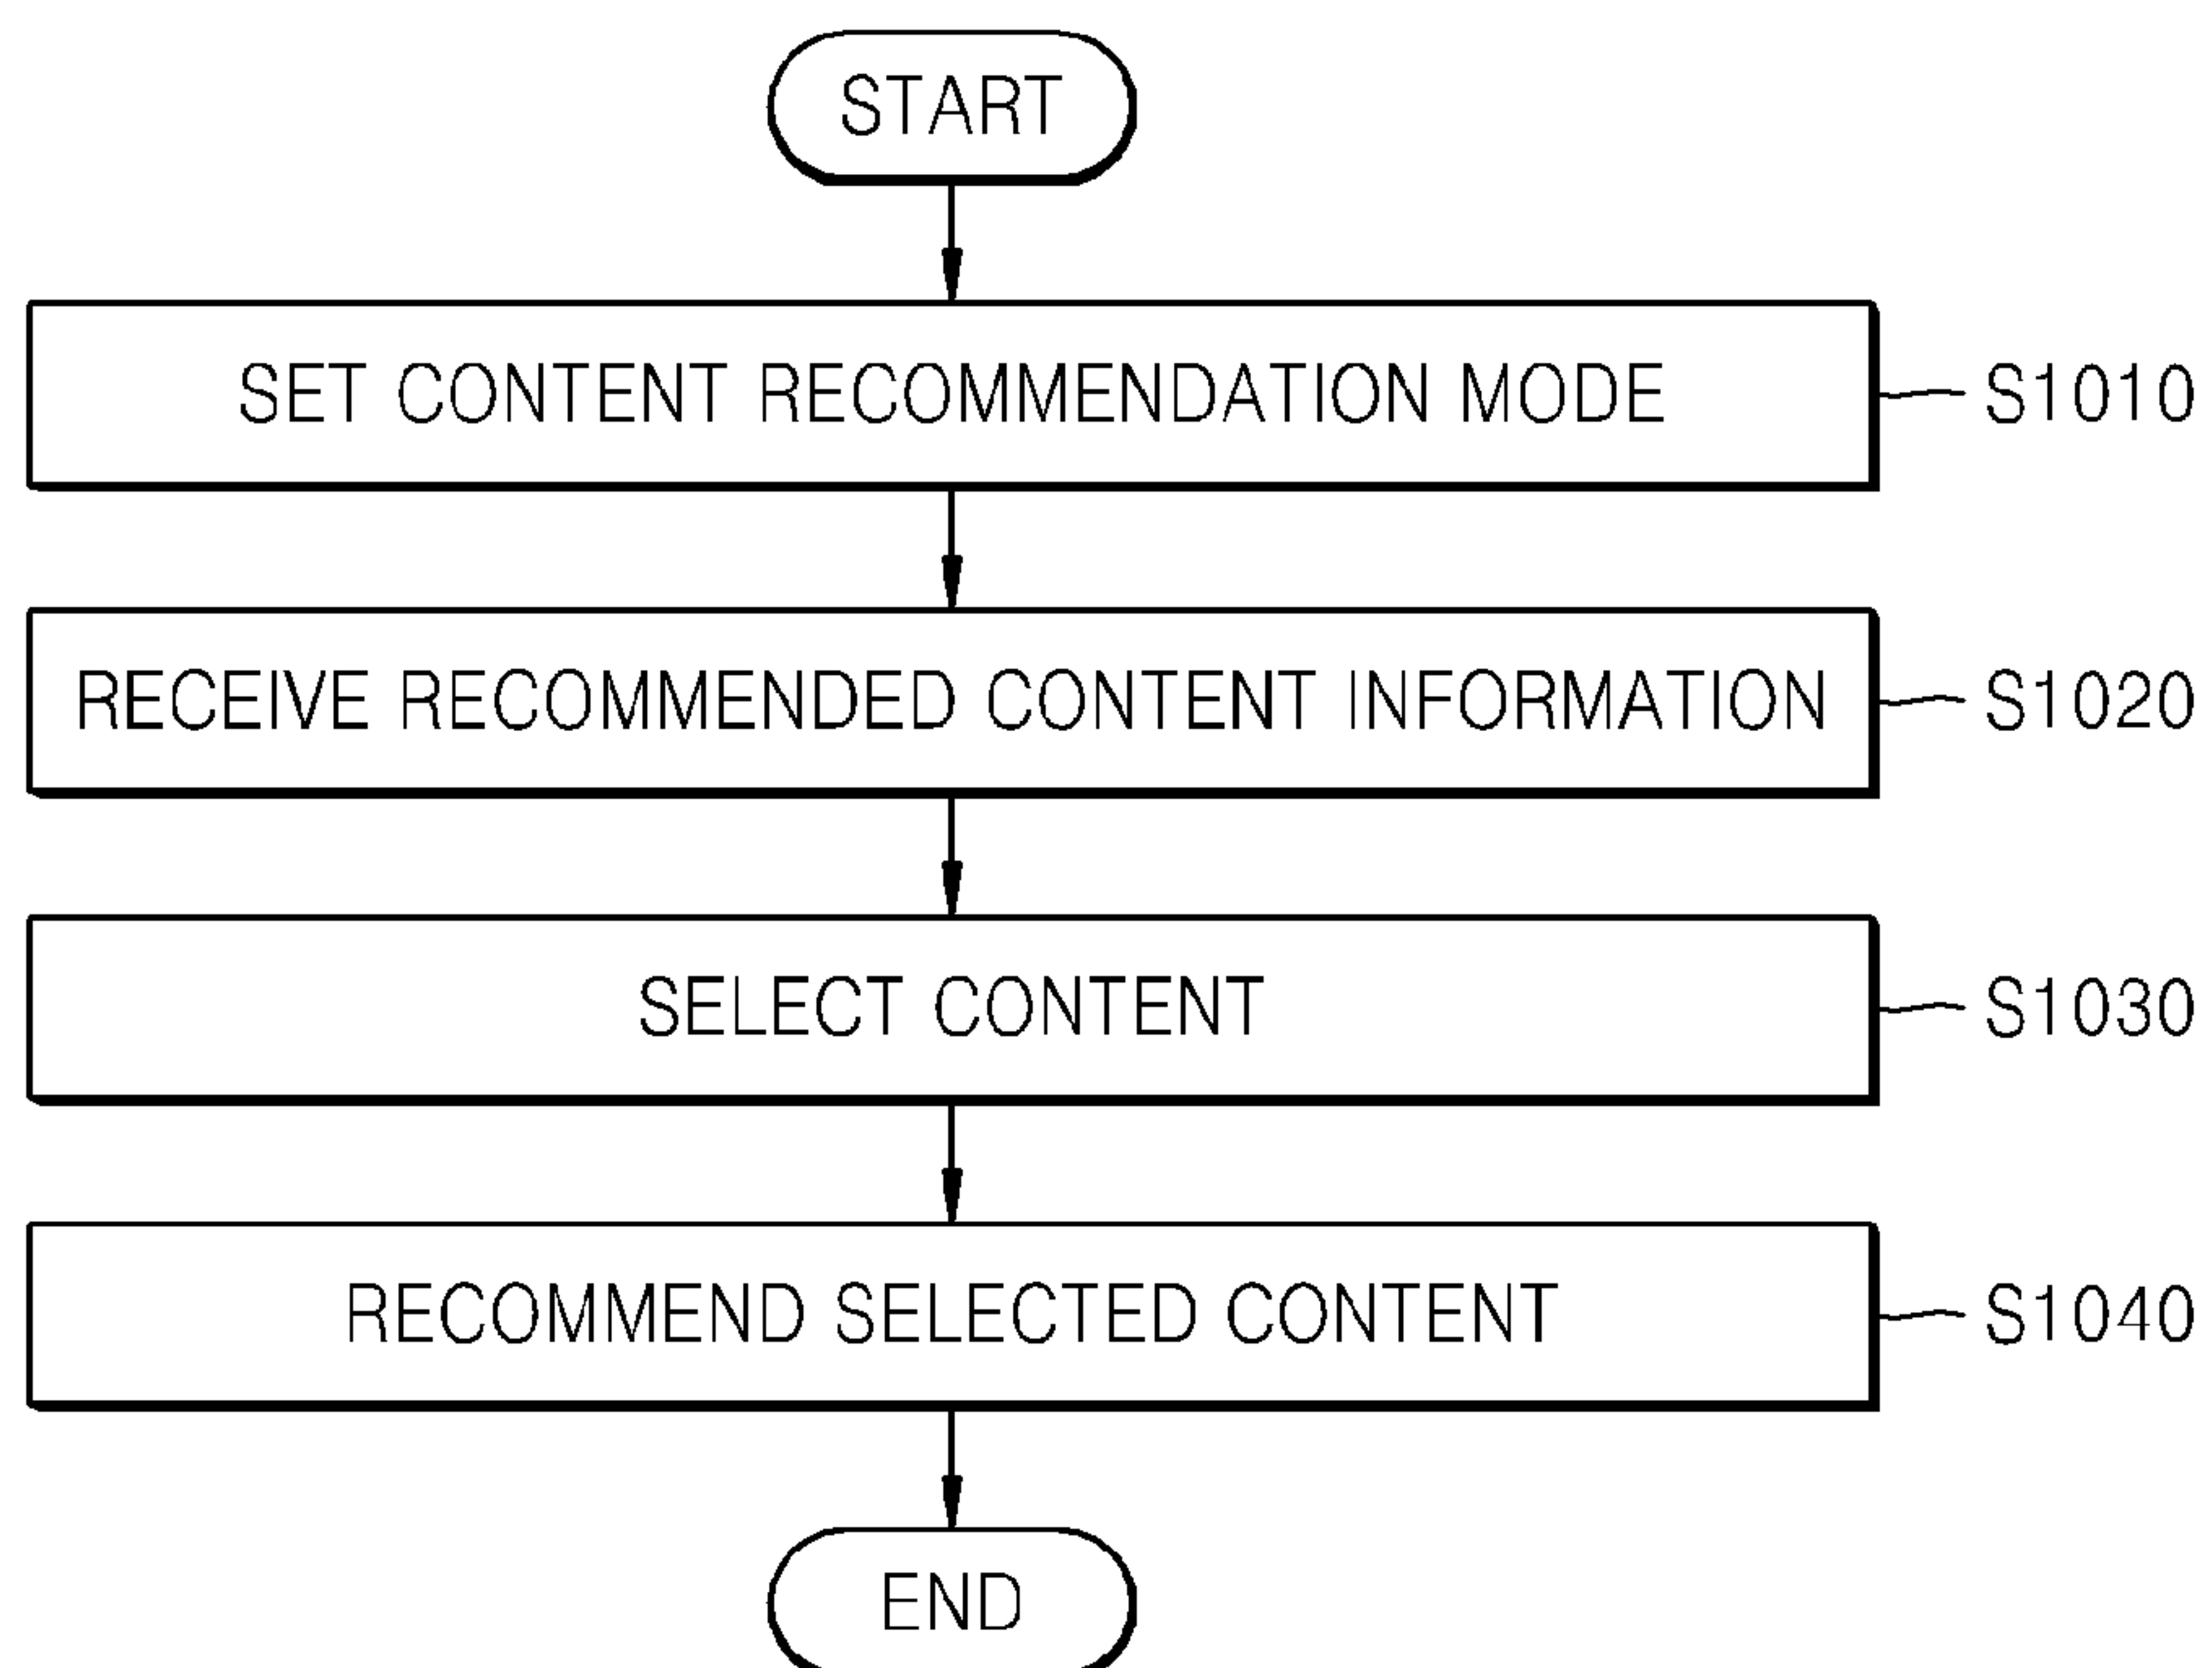 START
SET CONTENT RECOMMENDATION MODE
S1010
RECEIVE RECOMMENDED CONTENT INFORMATION
S1020
SELECT CONTENT
S1030
RECOMMEND SELECTED CONTENT
S1040
END